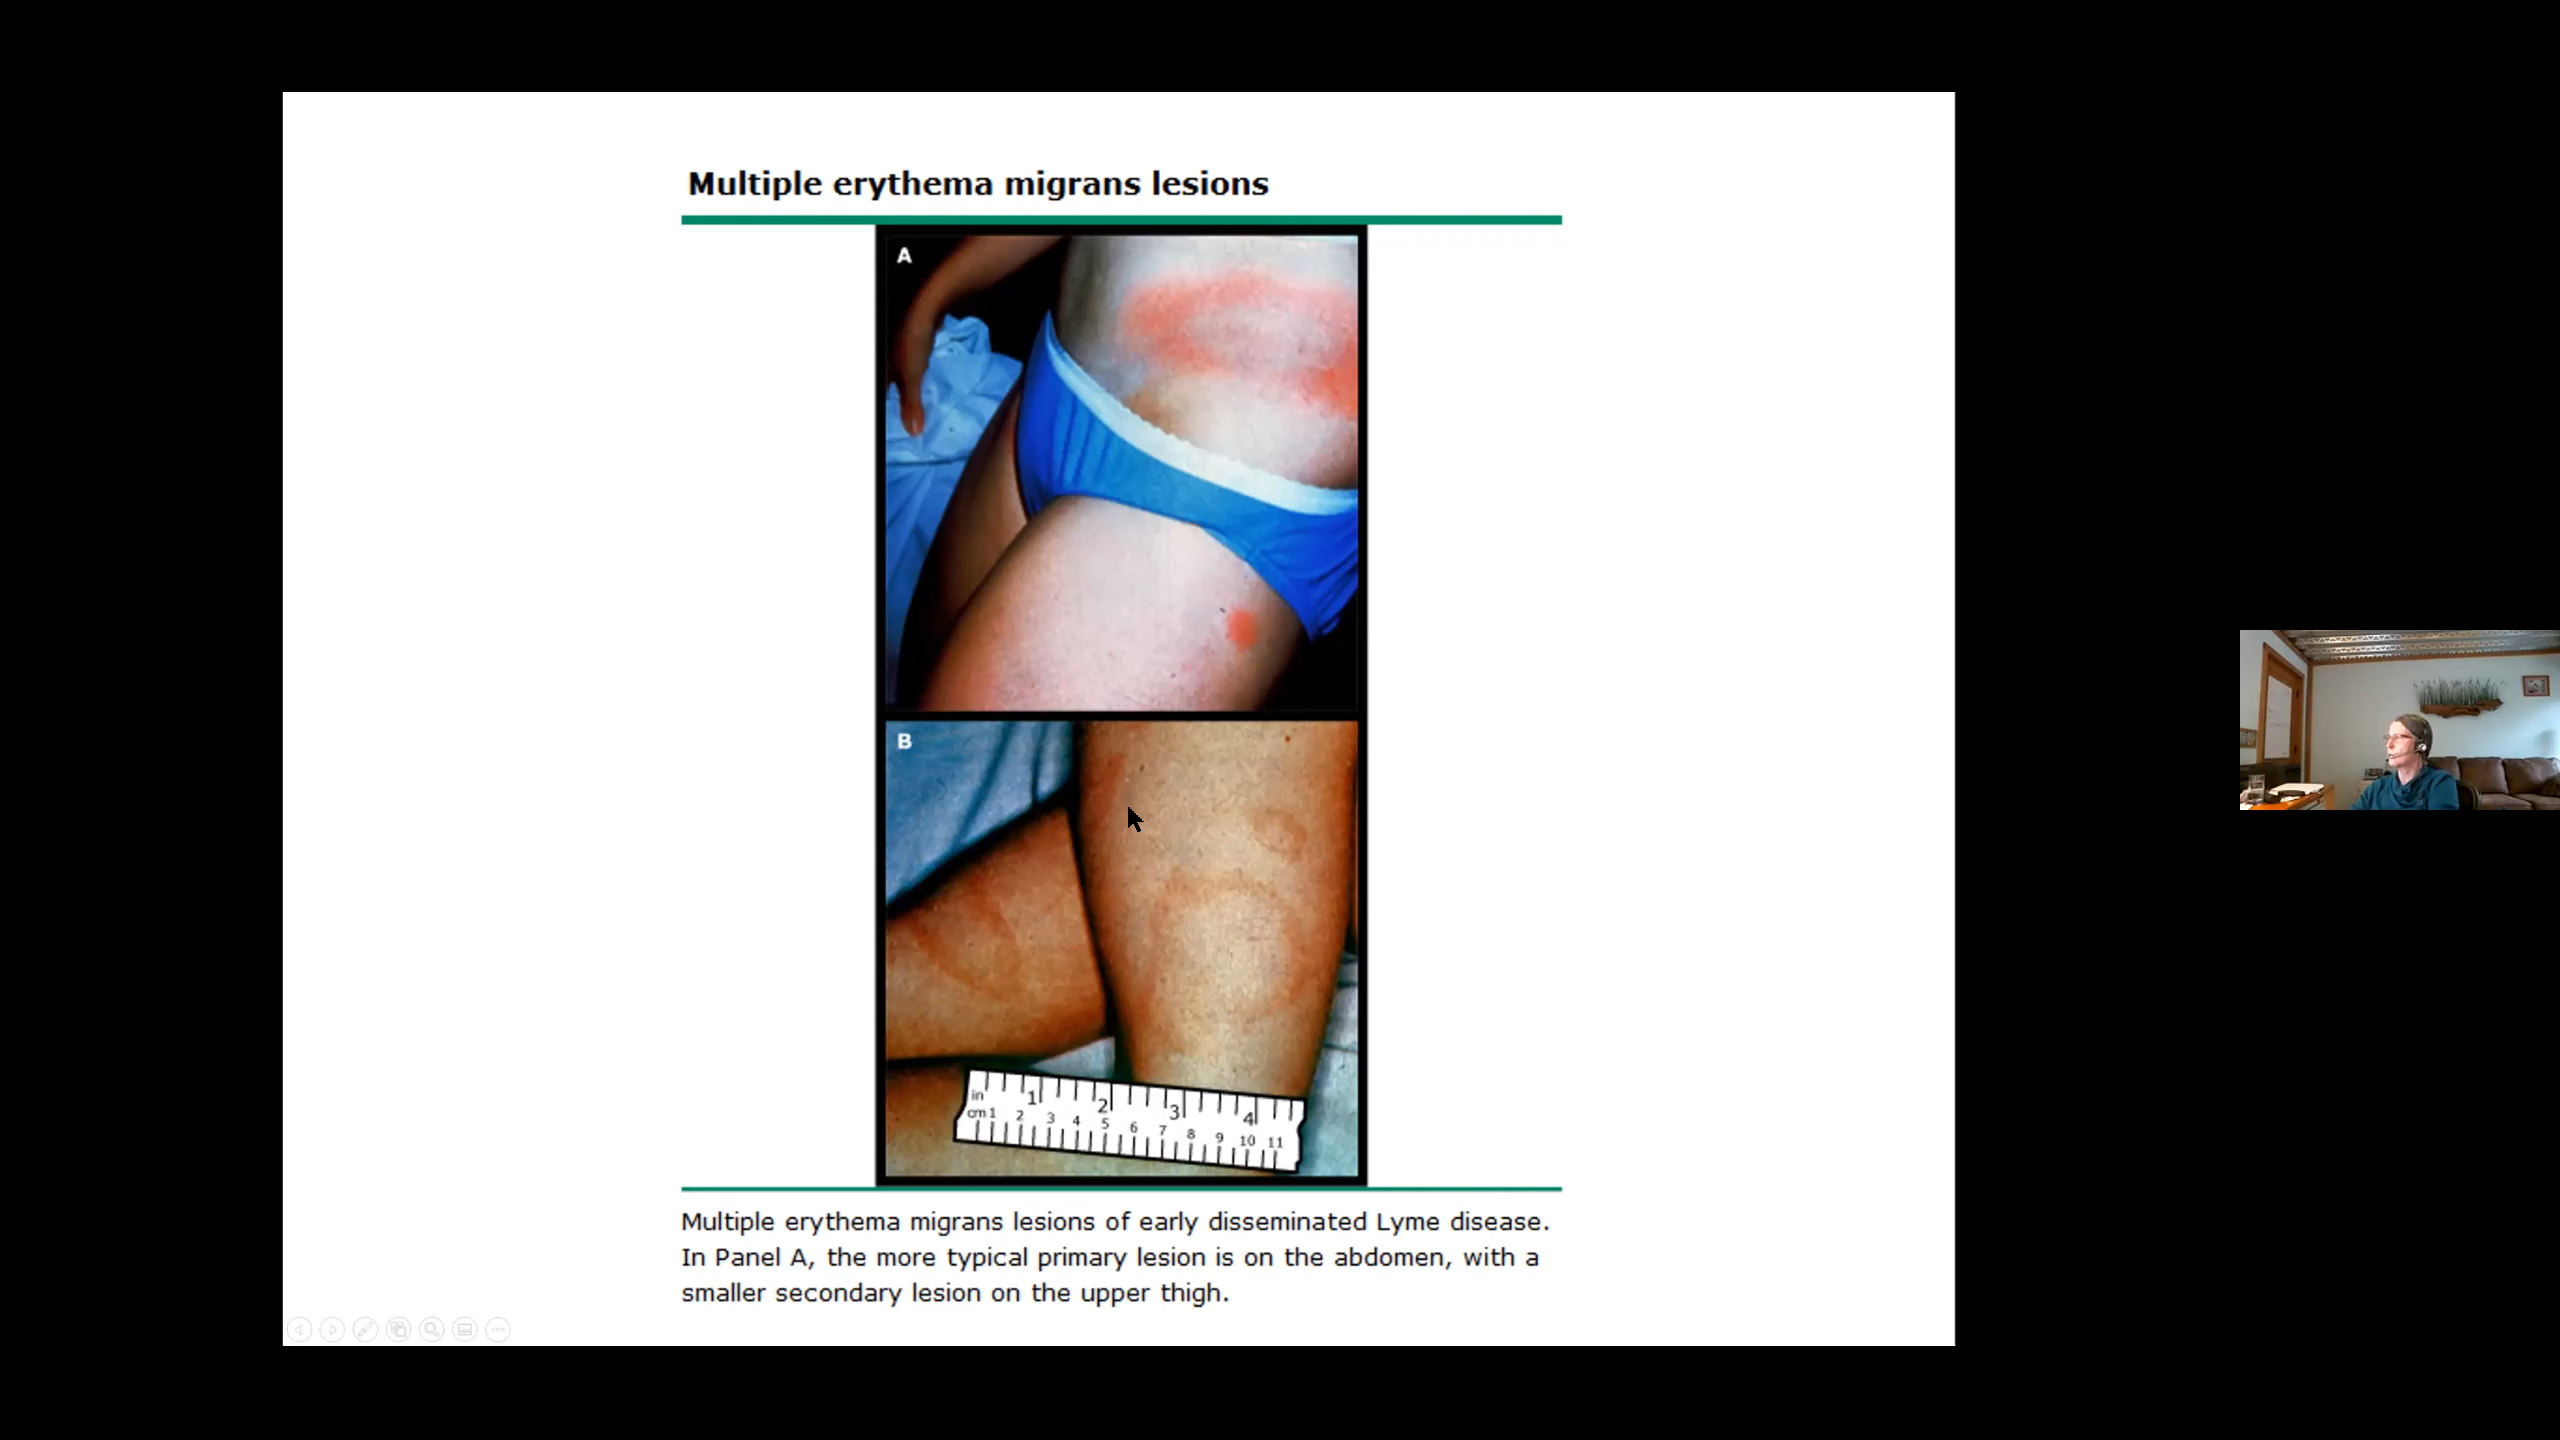 Multiple erythema migrans lesions
A
B
in 1 2 3 4
cm 1 2 3 4 5 6 7 8 9 10 11
Multiple erythema migrans lesions of early disseminated Lyme disease.
In Panel A, the more typical primary lesion is on the abdomen, with a
smaller secondary lesion on the upper thigh.